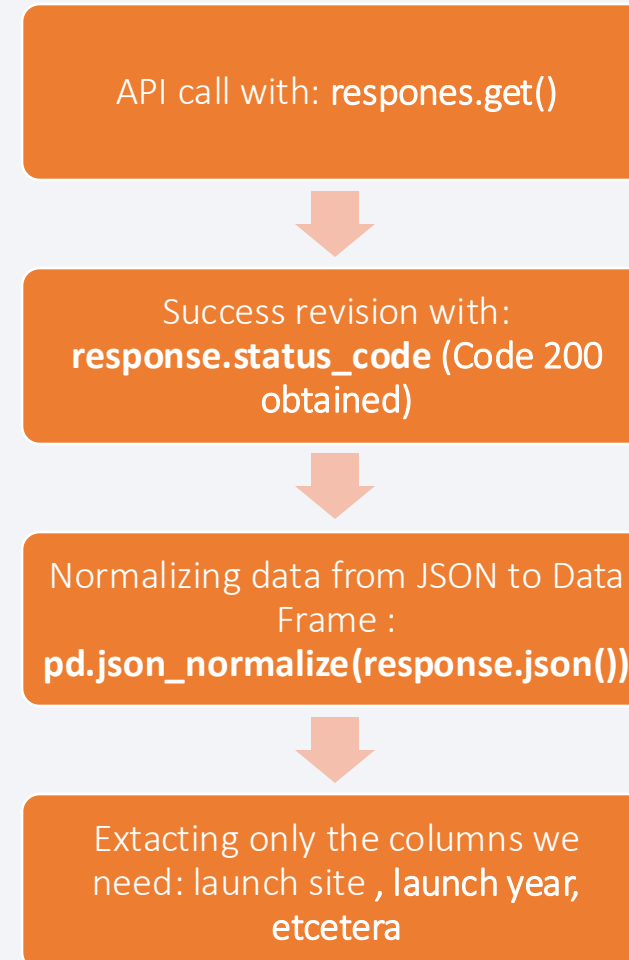 API call with: respones.get()
Success revision with:
response.status_code (Code 200
obtained)
Normalizing data from JSON to Data
Frame :
pd.json_normalize(response.json())
Extacting only the columns we
need: launch site , launch year,
etcetera